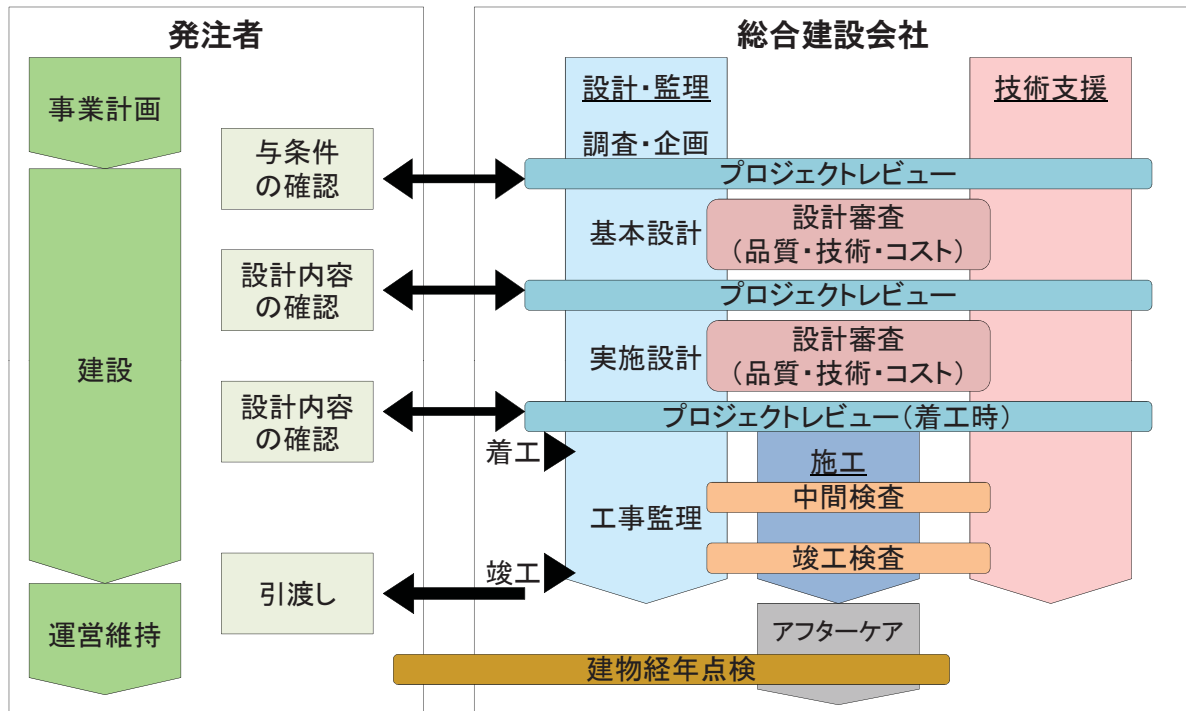 発注者
事業計画
建設
運営維持
与条件
の確認
設計内容
の確認
設計内容
の確認
引渡し
総合建設会社
設計・監理
技術支援
調査・企画
プロジェクトレビュー
基本設計
設計審査
(品質・技術・コスト)
プロジェクトレビュー
実施設計
設計審査
(品質・技術・コスト)
プロジェクトレビュー(着工時)
着工
施工
中間検査
工事監理
竣工検査
竣工
アフターケア
建物経年点検